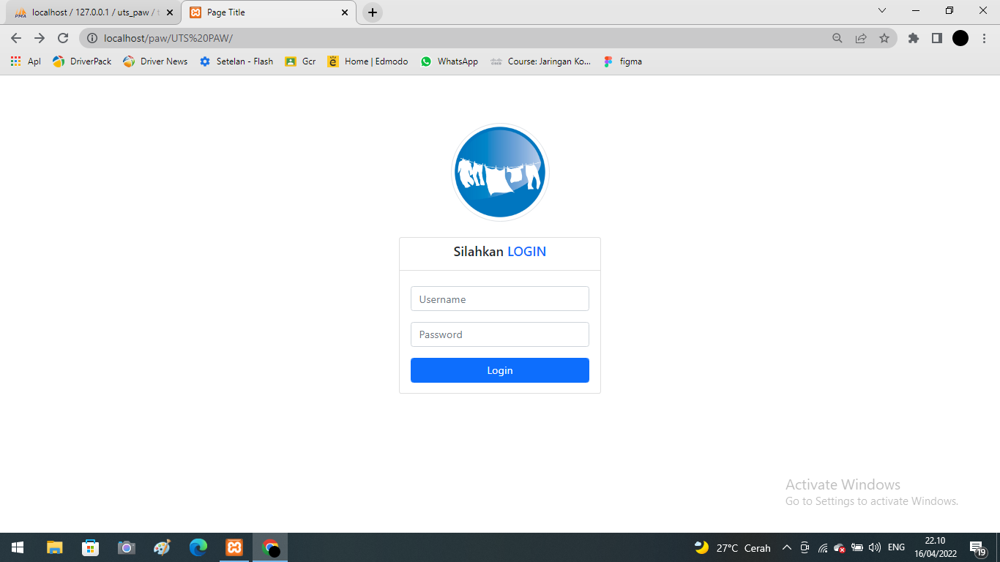 localhost / 127.0.0.1 / uts_paw /
Page Title
localhost/paw/UTS%20PAW/
Apl
DriverPack
Driver News
Setelan - Flash
Gcr
Home | Edmodo
WhatsApp
Course: Jaringan Ko...
figma
Silahkan LOGIN
Username
Password
Login
Activate Windows
Go to Settings to activate Windows.
27°C Cerah
ENG
22.10
16/04/2022
19